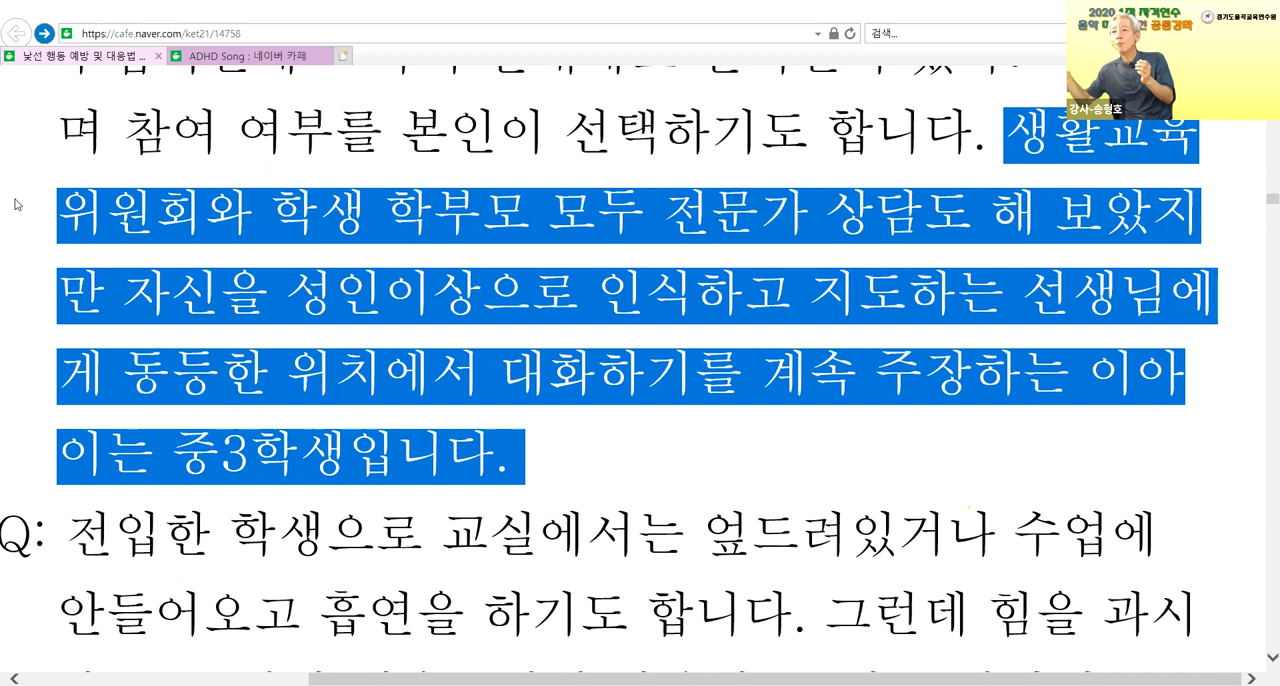 https://cafe.naver.com/ket21/14758
검색...
낯선 행동 예방 및 대응법 ...
ADHD Song : 네이버 카페
2020 1정 자격연수
경기도율곡교육연수원
강사-송형호
며 참여 여부를 본인이 선택하기도 합니다. 생활교육
위원회와 학생 학부모 모두 전문가 상담도 해 보았지
만 자신을 성인이상으로 인식하고 지도하는 선생님에
게 동등한 위치에서 대화하기를 계속 주장하는 이아
이는 중3학생입니다.
Q: 전입한 학생으로 교실에서는 엎드려있거나 수업에
안들어오고 흡연을 하기도 합니다. 그런데 힘을 과시